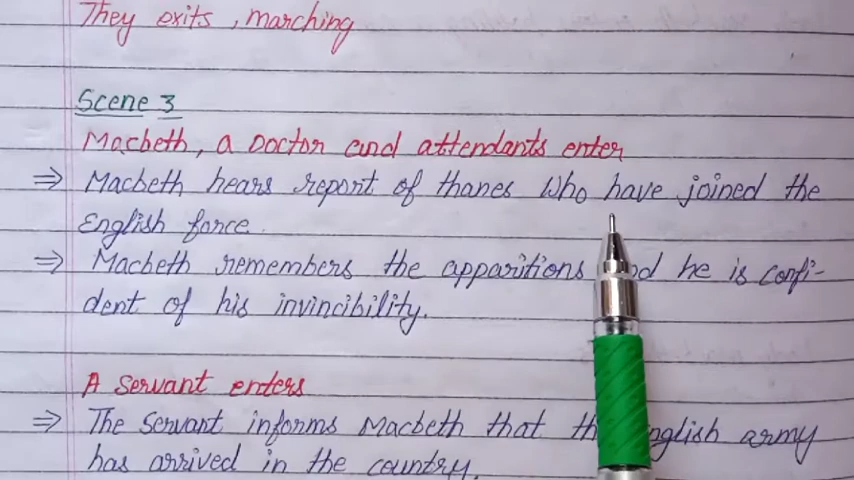 They exits, marching
Scene 3
Macbeth, a Doctor and attendants enter
⇒ Macbeth hears report of thanes who have joined the
English force.
⇒ Macbeth remembers the apparitions he is confi-
dent of his invincibility.
A servant enters
⇒ The servant informs Macbeth that army
has arrived in the country.